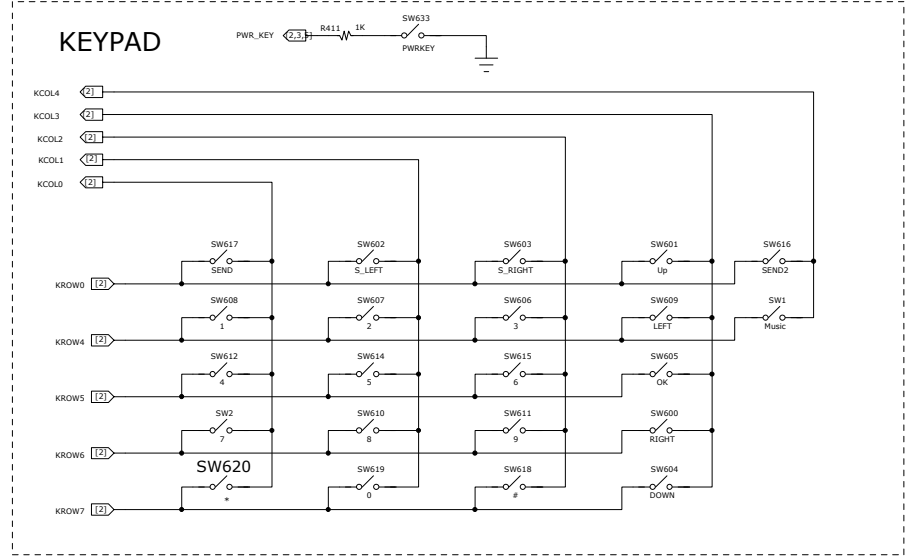 KEYPAD
SW633
PWR_KEY [2,3,5] R411 1K
PWRKEY
KCOL4 [2]
KCOL3 [2]
KCOL2 [2]
KCOL1 [2]
KCOL0 [2]
SW617 SW602 SW603 SW601 SW616
SEND S_LEFT S_RIGHT Up SEND2
KROW0 [2]
SW608 SW607 SW606 SW609 SW1
1 2 3 LEFT Music
KROW4 [2]
SW612 SW614 SW615 SW605
4 5 6 OK
KROW5 [2]
SW2 SW610 SW611 SW600
7 8 9 RIGHT
KROW6 [2]
SW620 SW619 SW618 SW604
* 0 # DOWN
KROW7 [2]